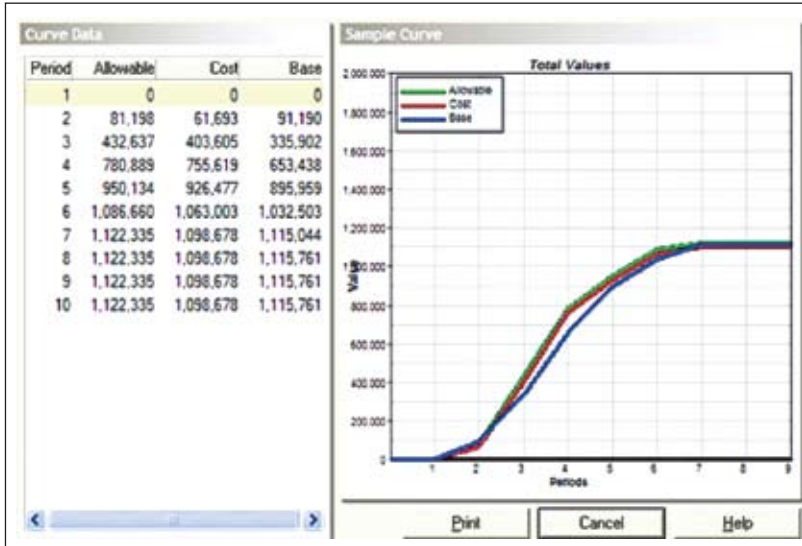 Curve Data
Period Allowable Cost Base
1 0 0 0
2 81,198 61,693 91,190
3 432,637 403,605 335,902
4 780,889 755,619 653,438
5 950,134 926,477 895,959
6 1,086,660 1,063,003 1,032,503
7 1,122,335 1,098,678 1,115,044
8 1,122,335 1,098,678 1,115,761
9 1,122,335 1,098,678 1,115,761
10 1,122,335 1,098,678 1,115,761
Sample Curve
Total Values
Allowable
Cost
Base
2,000,000
1,800,000
1,600,000
1,400,000
1,200,000
Value
800,000
600,000
400,000
200,000
0
1 2 3 4 5 6 7 8 9
Periods
Print Cancel Help